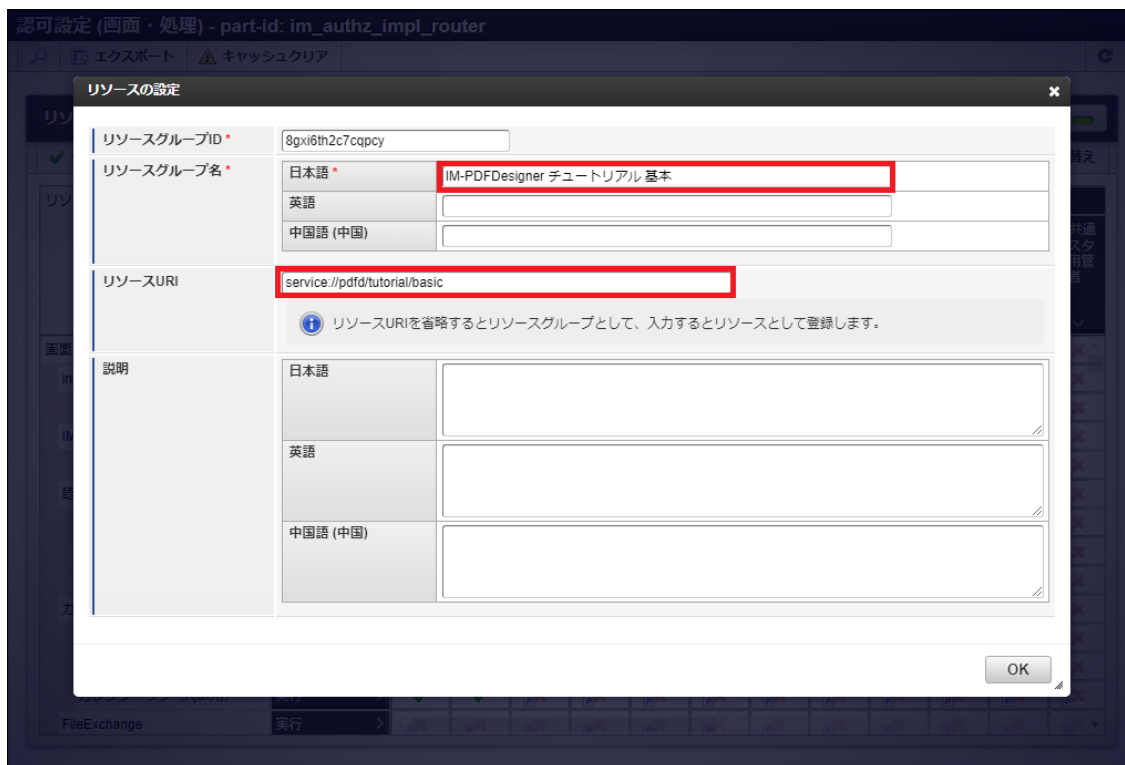 認可設定 (画面・処理) - part-id: im_authz_impl_router
エクスポート キャッシュクリア
リソースの設定
リソースグループID *
8gxi6th2c7cqpcy
リソースグループ名 *
日本語 *
IM-PDFDesigner チュートリアル 基本
英語
中国語 (中国)
リソースURI
service://pdfd/tutorial/basic
リソースURIを省略するとリソースグループとして、入力するとリソースとして登録します。
説明
日本語
英語
中国語 (中国)
OK
FileExchange
実行